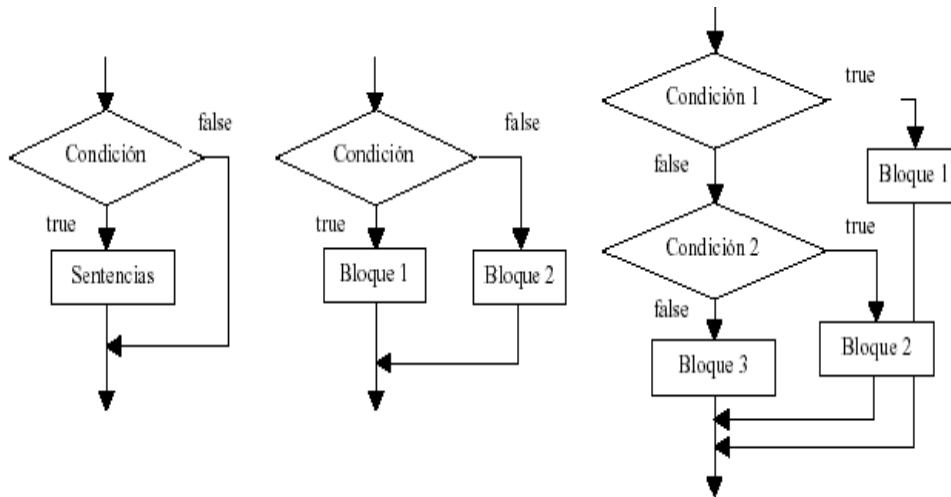 Condición
false
true
Sentencias
Condición
false
true
Bloque 1
Bloque 2
Condición 1
true
false
Bloque 1
Condición 2
true
false
Bloque 2
Bloque 3